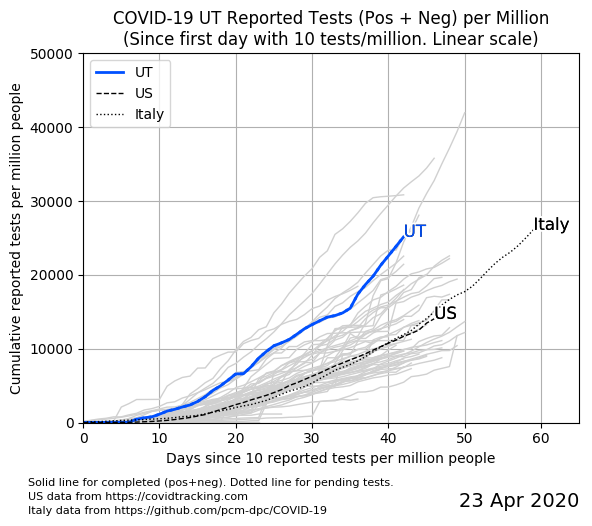 COVID-19 UT Reported Tests (Pos + Neg) per Million
(Since first day with 10 tests/million. Linear scale)
Cumulative reported tests per million people
50000
40000
30000
20000
10000
0
UT
US
Italy
UT
Italy
US
0 10 20 30 40 50 60
Days since 10 reported tests per million people
Solid line for completed (pos+neg). Dotted line for pending tests.
US data from https://covidtracking.com
Italy data from https://github.com/pcm-dpc/COVID-19
23 Apr 2020